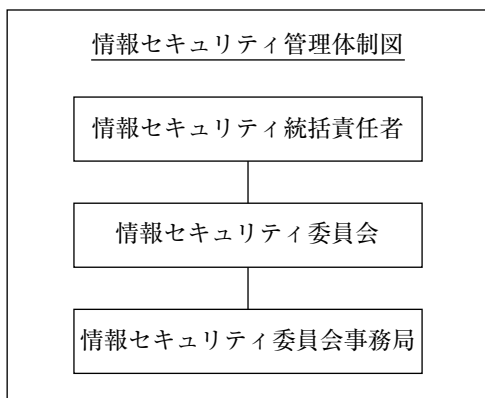 情報セキュリティ管理体制図
情報セキュリティ統括責任者
情報セキュリティ委員会
情報セキュリティ委員会事務局